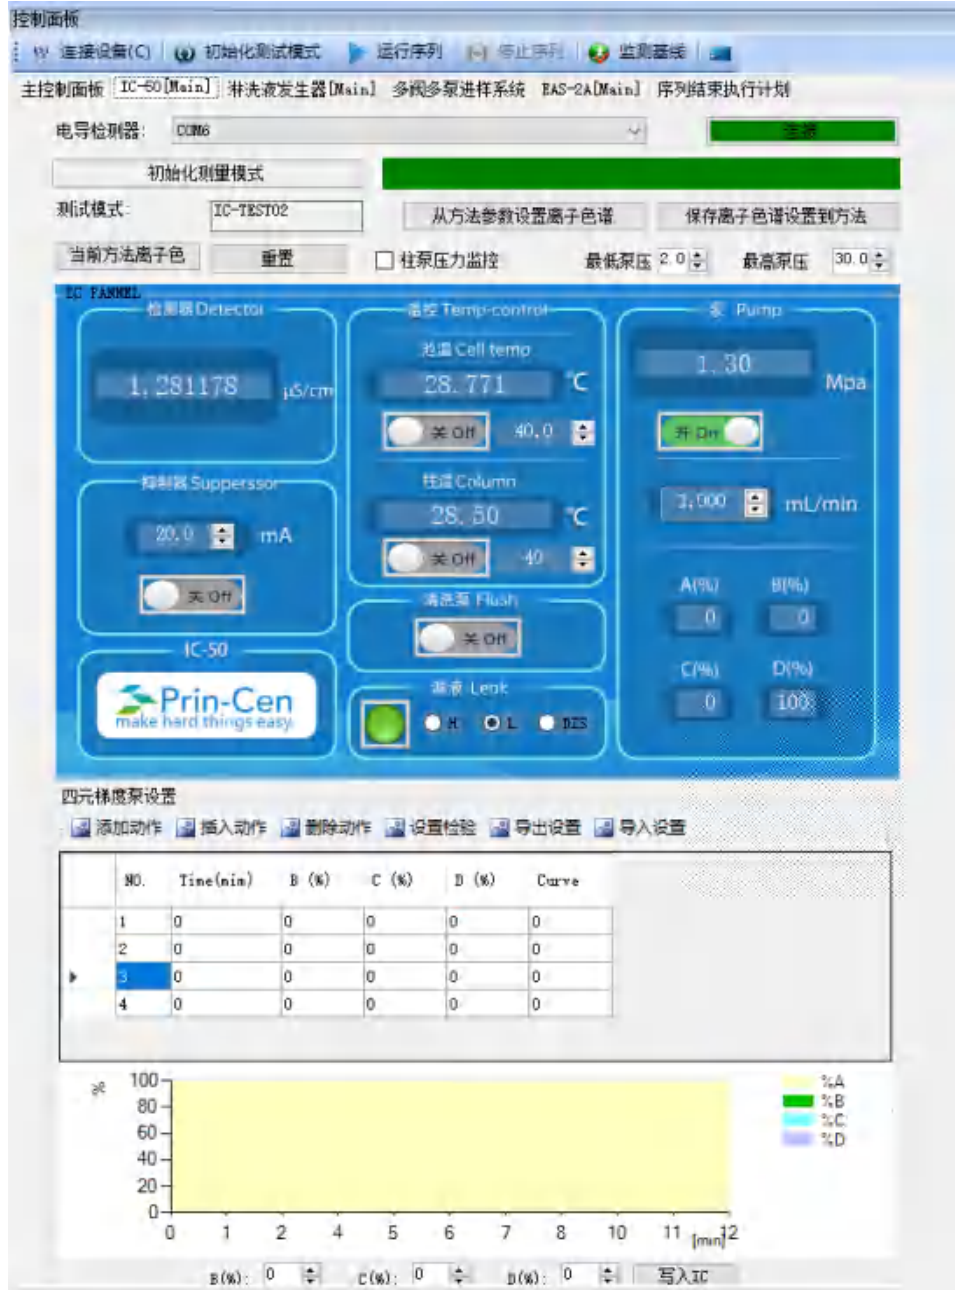 控制面板
连接设备(C) 初始化测试模式 运行序列 停止序列 监测基线
主控制面板 IC-60[Main] 淋洗液发生器[Main] 多阀多泵进样系统 EAS-2A[Main] 序列结束执行计划
电导检测器: COM6 连接
初始化测量模式
测试模式: IC-TEST02 从方法参数设置离子色谱 保存离子色谱设置到方法
当前方法离子色 重置 柱泵压力监控 最低泵压 2.0 最高泵压 30.0
IC PANNEL
检测器 Detector 温控 Temp-control 泵 Pump
池温 Cell temp
1.281178 μS/cm 28.771 ℃ 1.30 Mpa
关 Off 40.0 开 On
抑制器 Supperssor 柱温 Column
20.0 mA 28.50 ℃ 1.000 mL/min
关 Off 40
关 Off 清洗泵 Flush A(%) B(%)
关 Off 0 0
IC-50
漏液 Leak C(%) D(%)
Prin-Cen H L DIS 0 100
make hard things easy.
四元梯度泵设置
添加动作 插入动作 删除动作 设置检验 导出设置 导入设置
NO. Time(nim) B (%) C (%) D (%) Curve
1 0 0 0 0 0
2 0 0 0 0 0
3 0 0 0 0 0
4 0 0 0 0 0
% 100 %A
80 %B
60 %C
40 %D
20
0
0 1 2 4 5 6 7 8 10 11 12
[min]
B(%): 0 C(%): 0 D(%): 0 写入IC